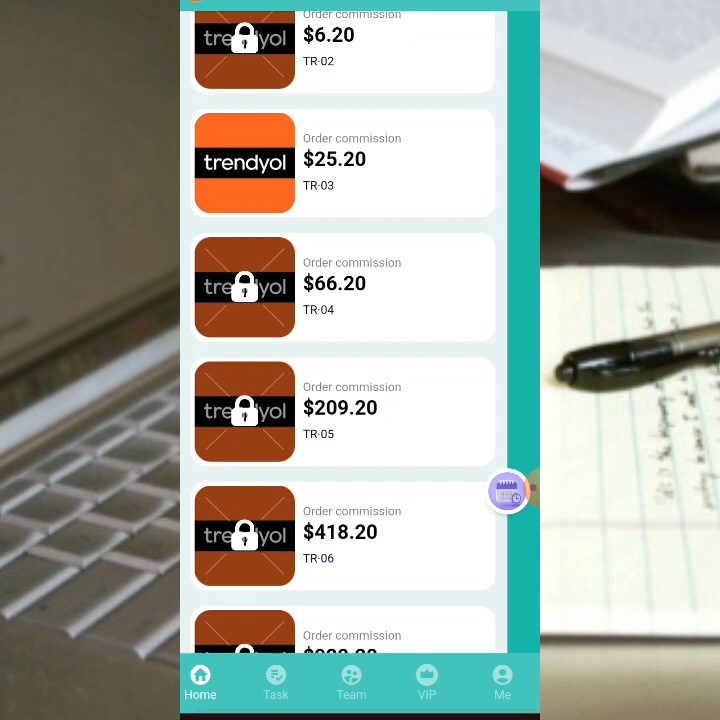 Order commission
$6.20
TR·02
trendyol
Order commission
$25.20
TR·03
Order commission
$66.20
TR·04
Order commission
$209.20
TR·05
Order commission
$418.20
TR·06
Order commission
Home
Task
Team
VIP
Me